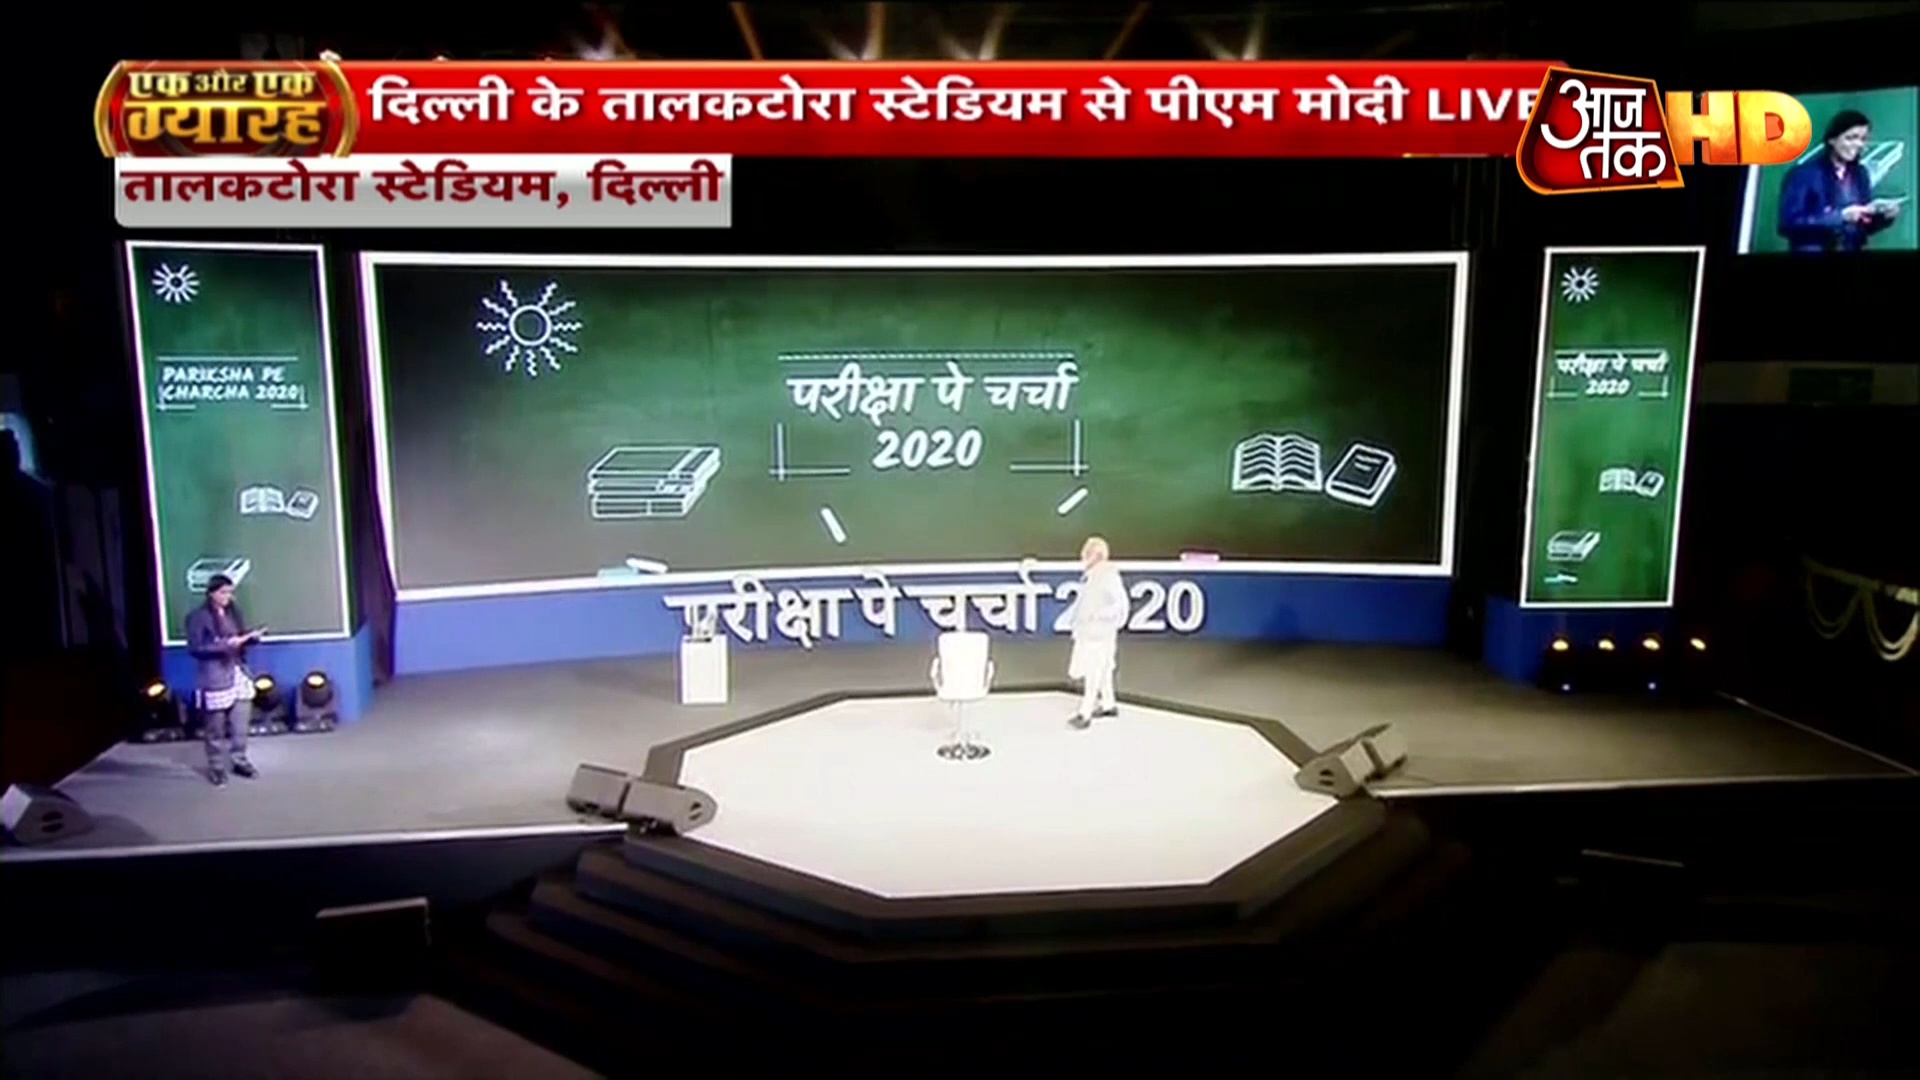 एक और एक
ग्यारह
दिल्ली के तालकटोरा स्टेडियम से पीएम मोदी LIVE
आज
तक
HD
तालकटोरा स्टेडियम, दिल्ली
PARIKSHA PE
CHARCHA 2020
परीक्षा पे चर्चा
2020
परीक्षा पे चर्चा
2020
परीक्षा पे चर्चा 2020